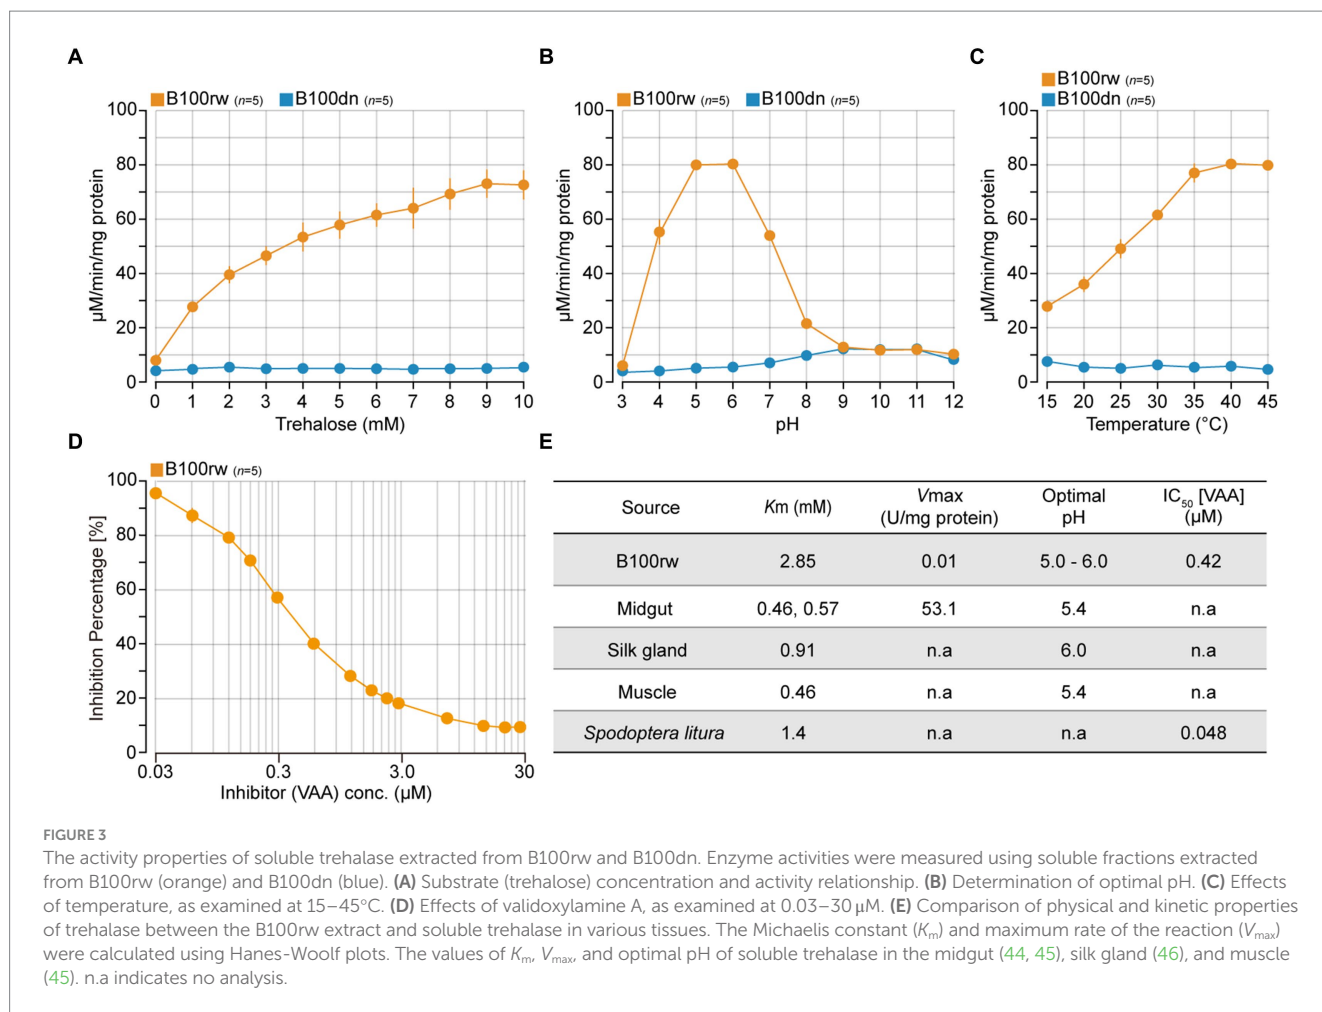 A
B100rw (n=5) B100dn (n=5)
100
80
60
40
20
0
µM/min/mg protein
0 1 2 3 4 5 6 7 8 9 10
Trehalose (mM)
B
B100rw (n=5) B100dn (n=5)
100
80
60
40
20
0
µM/min/mg protein
3 4 5 6 7 8 9 10 11 12
pH
C
B100rw (n=5)
B100dn (n=5)
100
80
60
40
20
0
µM/min/mg protein
15 20 25 30 35 40 45
Temperature (°C)
D
B100rw (n=5)
100
80
60
40
20
0
Inhibition Percentage [%]
0.03 0.3 3.0 30
Inhibitor (VAA) conc. (µM)
E
Source Km (mM) Vmax (U/mg protein) Optimal pH IC50 [VAA] (µM)
B100rw 2.85 0.01 5.0 - 6.0 0.42
Midgut 0.46, 0.57 53.1 5.4 n.a
Silk gland 0.91 n.a 6.0 n.a
Muscle 0.46 n.a 5.4 n.a
Spodoptera litura 1.4 n.a n.a 0.048
FIGURE 3
The activity properties of soluble trehalase extracted from B100rw and B100dn. Enzyme activities were measured using soluble fractions extracted
from B100rw (orange) and B100dn (blue). (A) Substrate (trehalose) concentration and activity relationship. (B) Determination of optimal pH. (C) Effects
of temperature, as examined at 15–45°C. (D) Effects of validoxylamine A, as examined at 0.03–30 µM. (E) Comparison of physical and kinetic properties
of trehalase between the B100rw extract and soluble trehalase in various tissues. The Michaelis constant (Km) and maximum rate of the reaction (Vmax)
were calculated using Hanes-Woolf plots. The values of Km, Vmax, and optimal pH of soluble trehalase in the midgut (44, 45), silk gland (46), and muscle
(45). n.a indicates no analysis.